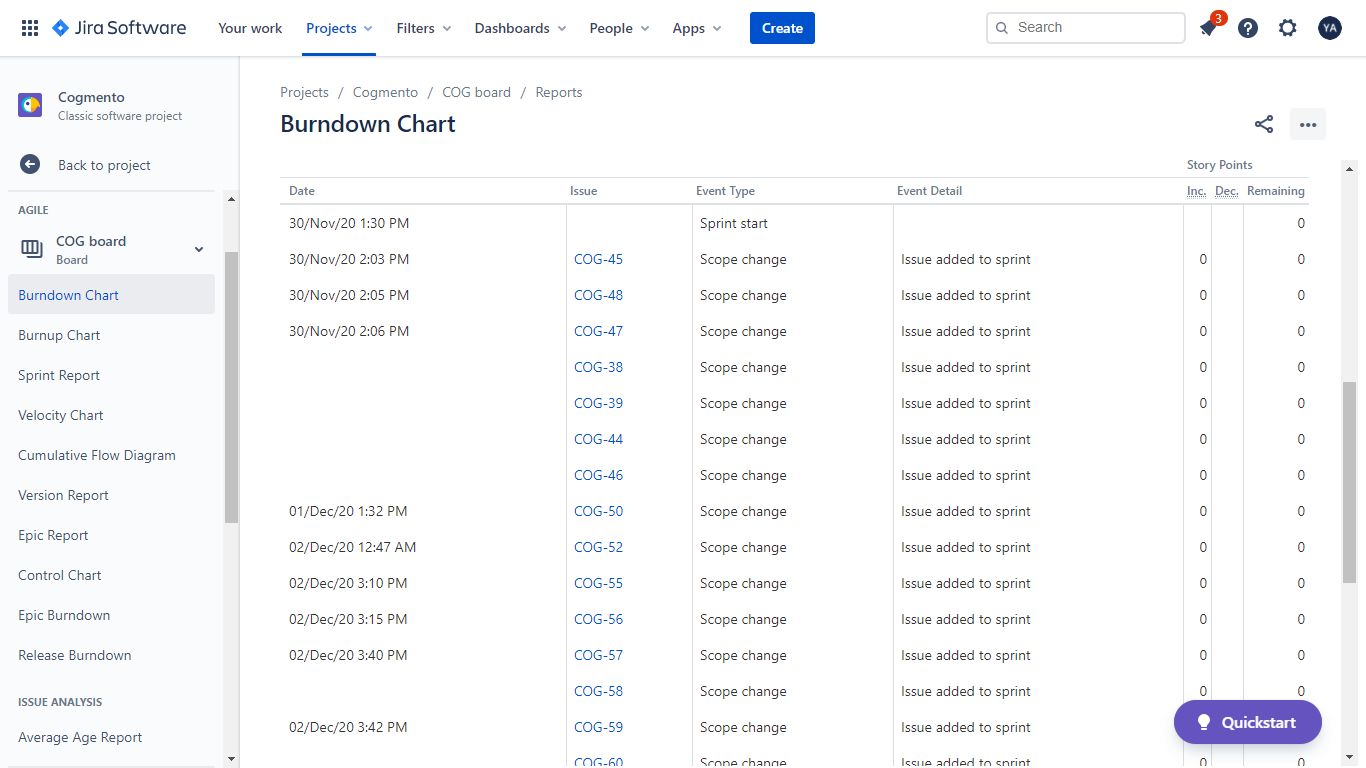 Jira Software Your work Projects Filters Dashboards People Apps Create Search 3 YA
Cogmento
Classic software project
Back to project
AGILE
COG board
Board
Burndown Chart
Burnup Chart
Sprint Report
Velocity Chart
Cumulative Flow Diagram
Version Report
Epic Report
Control Chart
Epic Burndown
Release Burndown
ISSUE ANALYSIS
Average Age Report
Projects / Cogmento / COG board / Reports
Burndown Chart
Story Points
Date Issue Event Type Event Detail Inc. Dec. Remaining
30/Nov/20 1:30 PM Sprint start 0
30/Nov/20 2:03 PM COG-45 Scope change Issue added to sprint 0 0
30/Nov/20 2:05 PM COG-48 Scope change Issue added to sprint 0 0
30/Nov/20 2:06 PM COG-47 Scope change Issue added to sprint 0 0
COG-38 Scope change Issue added to sprint 0 0
COG-39 Scope change Issue added to sprint 0 0
COG-44 Scope change Issue added to sprint 0 0
COG-46 Scope change Issue added to sprint 0 0
01/Dec/20 1:32 PM COG-50 Scope change Issue added to sprint 0 0
02/Dec/20 12:47 AM COG-52 Scope change Issue added to sprint 0 0
02/Dec/20 3:10 PM COG-55 Scope change Issue added to sprint 0 0
02/Dec/20 3:15 PM COG-56 Scope change Issue added to sprint 0 0
02/Dec/20 3:40 PM COG-57 Scope change Issue added to sprint 0 0
COG-58 Scope change Issue added to sprint 0 0
02/Dec/20 3:42 PM COG-59 Scope change Issue added to sprint
COG-60 Scope change Issue added to sprint 0 0
Quickstart